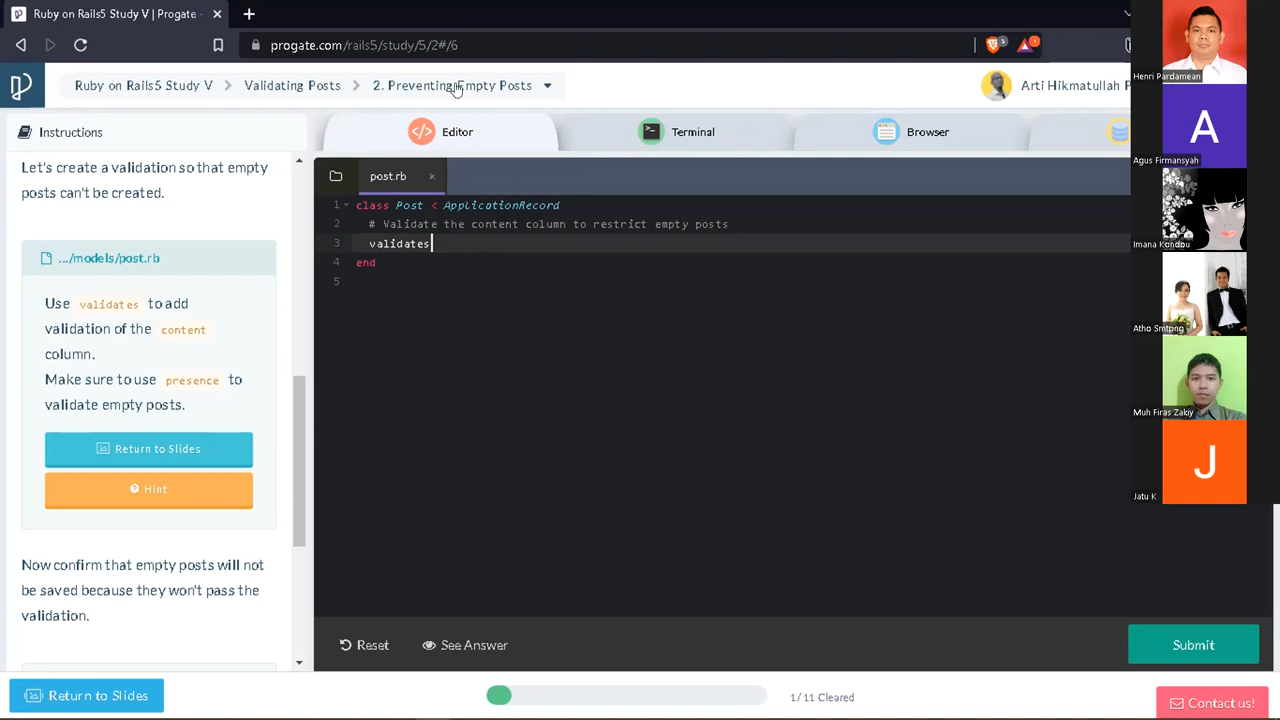 Ruby on Rails5 Study V | Progate -
progate.com/rails5/study/5/2#/6
Ruby on Rails5 Study V
Validating Posts
2. Preventing Empty Posts
Arti Hikmatullah
Instructions
Editor
Terminal
Browser
Let's create a validation so that empty
posts can't be created.
.../models/post.rb
Use validates to add
validation of the content
column.
Make sure to use presence to
validate empty posts.
Return to Slides
Hint
Now confirm that empty posts will not
be saved because they won't pass the
validation.
post.rb
1 class Post < ApplicationRecord
2 # Validate the content column to restrict empty posts
3 validates
4 end
5
Reset
See Answer
Submit
Return to Slides
1/11 Cleared
Contact us!
Henri Pardamean
A
Agus Firmansyah
Imana Kondou
Atho Smtpng
Muh Firas Zakiy
J
Jatu K